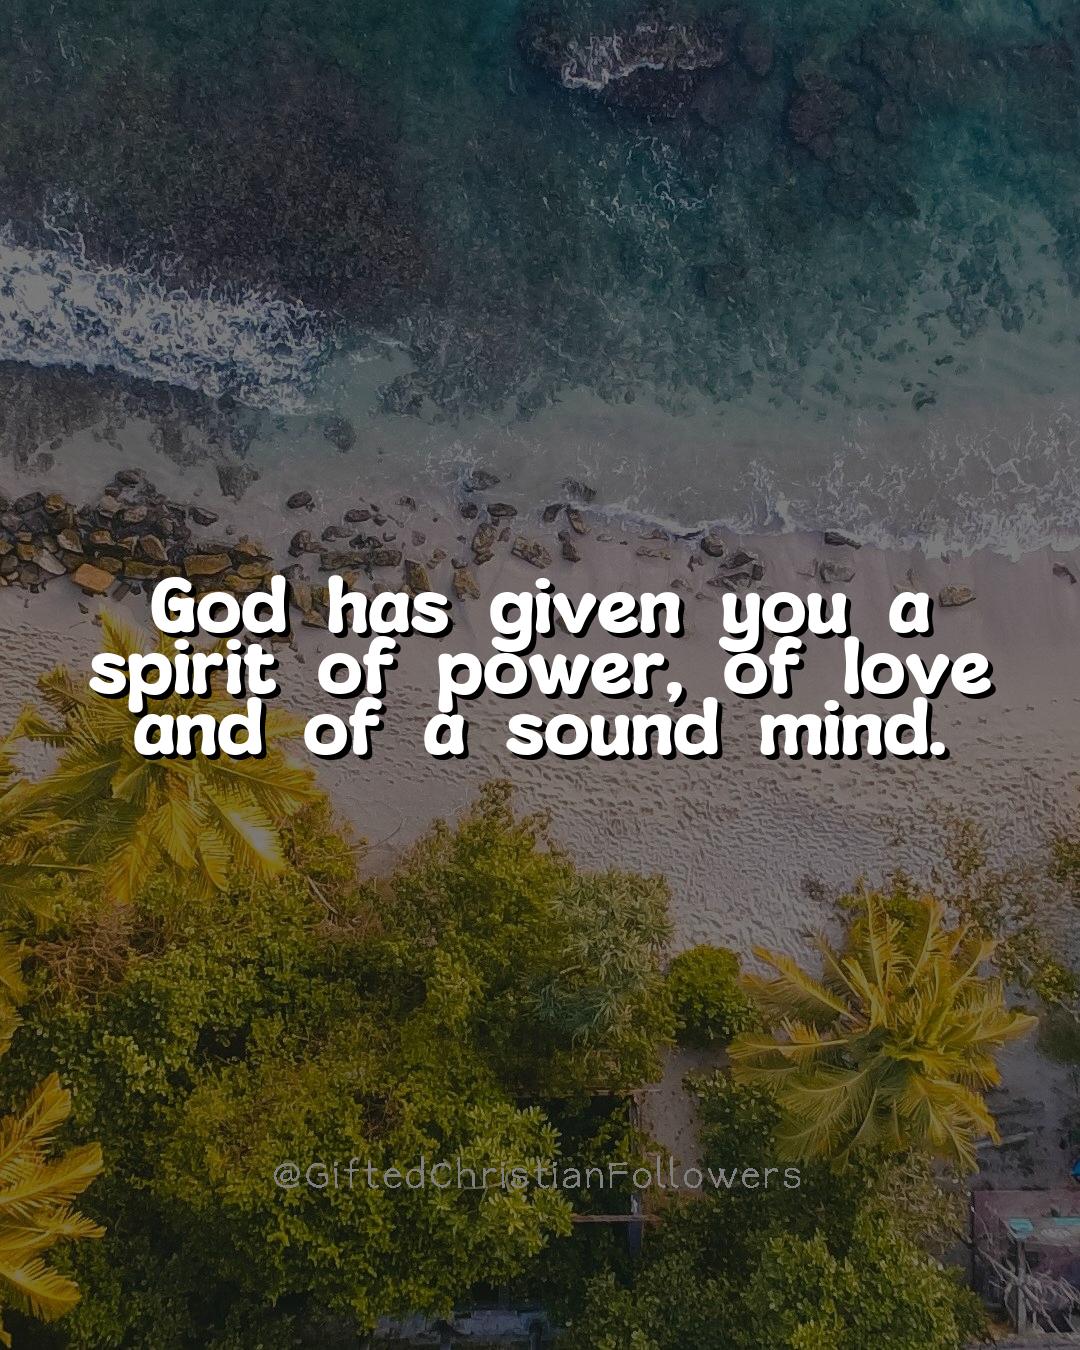 God has given you a
spirit of power, of love
and of a sound mind.
@GiftedChristianFollowers